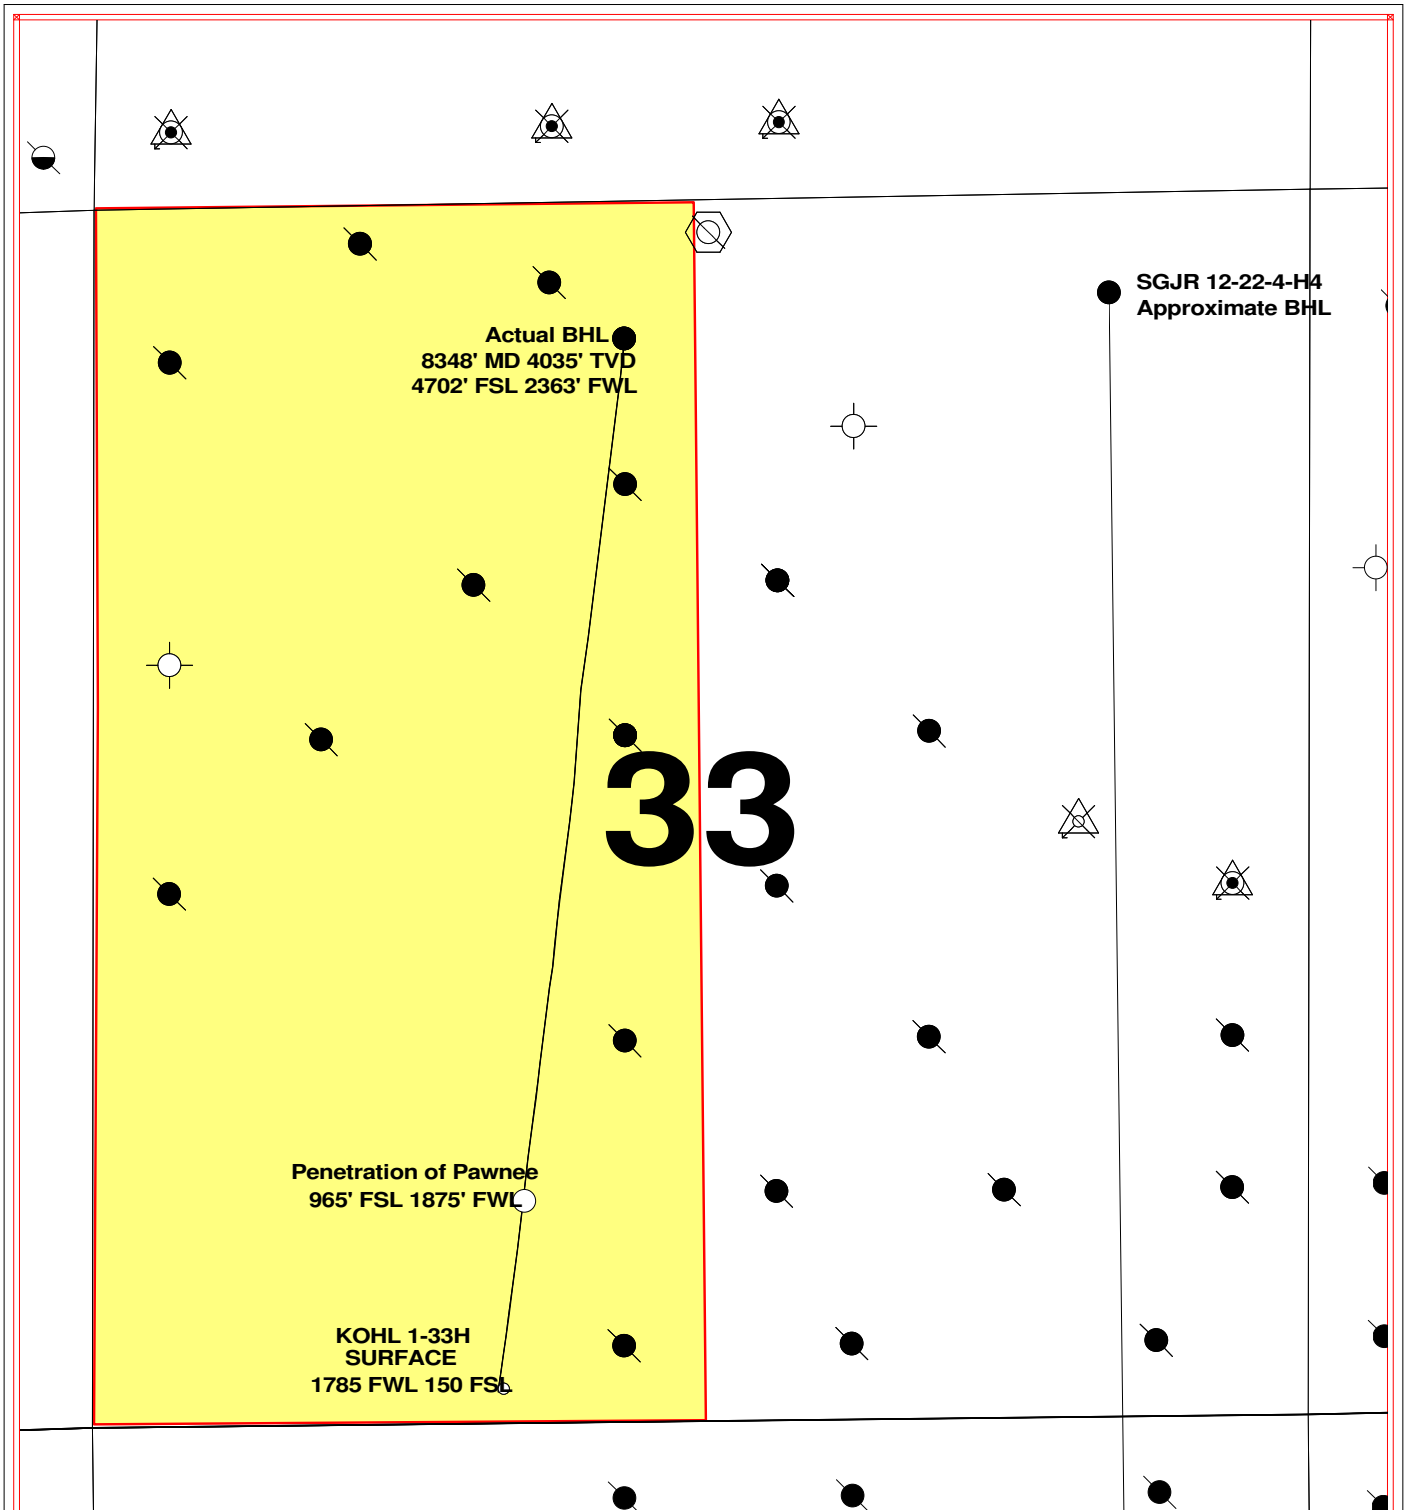 SGJR 12-22-4-H4
Approximate BHL
Actual BHL
8348' MD 4035' TVD
4702' FSL 2363' FWL
33
Penetration of Pawnee
965' FSL 1875' FWL
KOHL 1-33H
SURFACE
1785 FWL 150 FSL